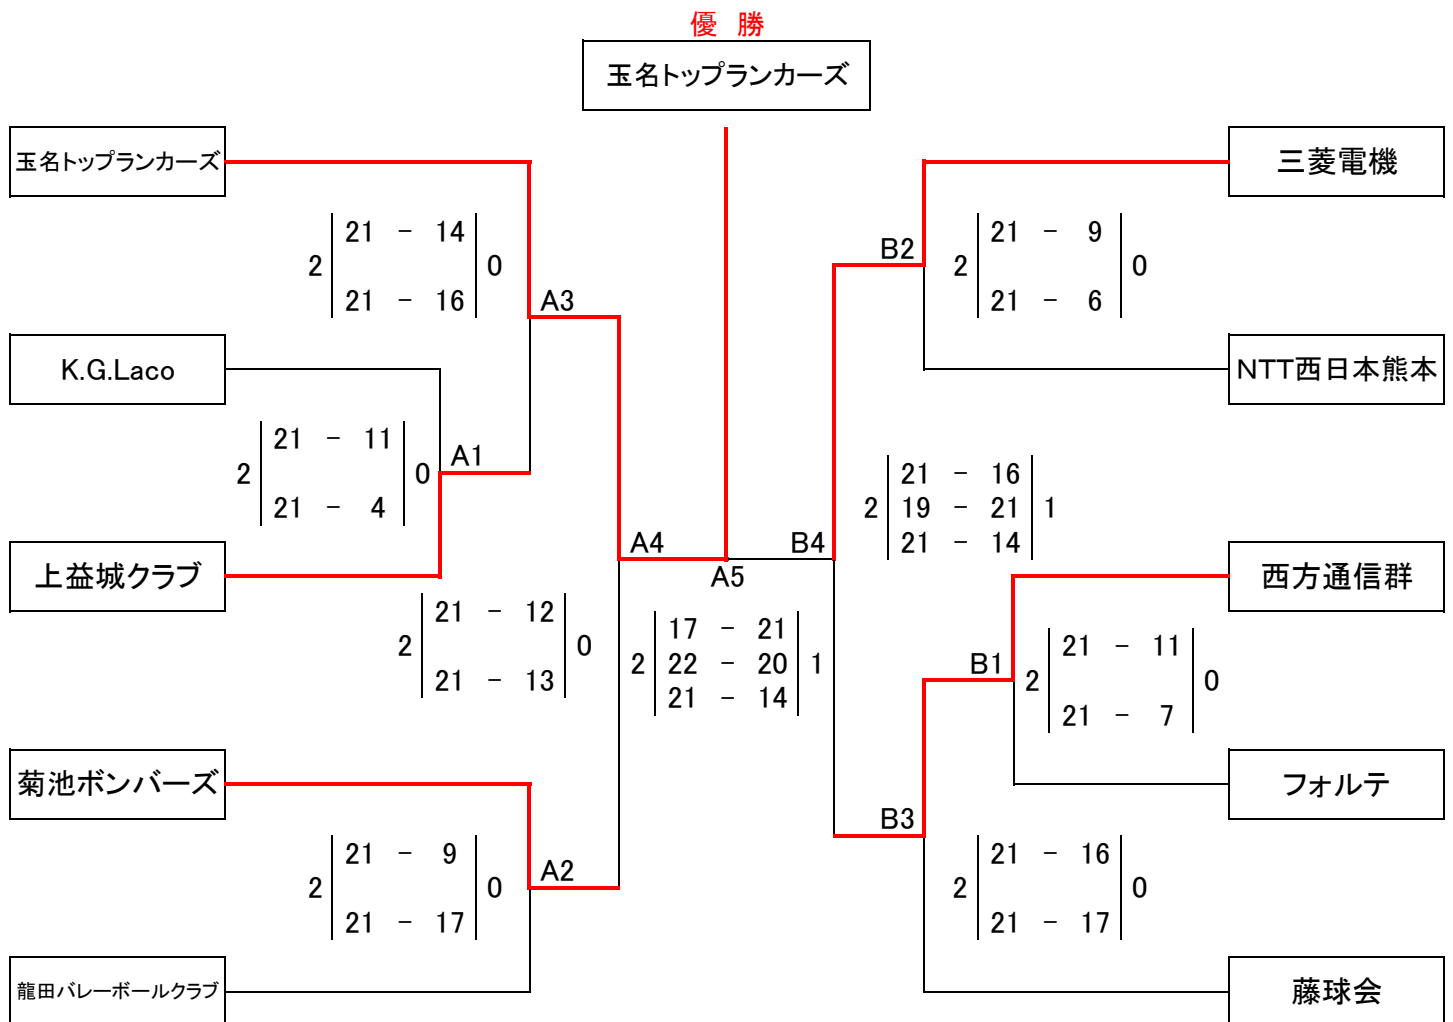 優 勝
玉名トップランカーズ
玉名トップランカーズ
三菱電機
21 - 14
2 0
21 - 16
A3
B2
21 - 9
2 0
21 - 6
K.G.Laco
NTT西日本熊本
21 - 11
2 0
21 - 4
A1
21 - 16
2 19 - 21 1
21 - 14
上益城クラブ
A4
B4
A5
西方通信群
21 - 12
2 0
21 - 13
17 - 21
2 22 - 20 1
21 - 14
B1
21 - 11
2 0
21 - 7
菊池ボンバーズ
フォルテ
21 - 9
2 0
21 - 17
A2
B3
21 - 16
2 0
21 - 17
龍田バレーボールクラブ
藤球会